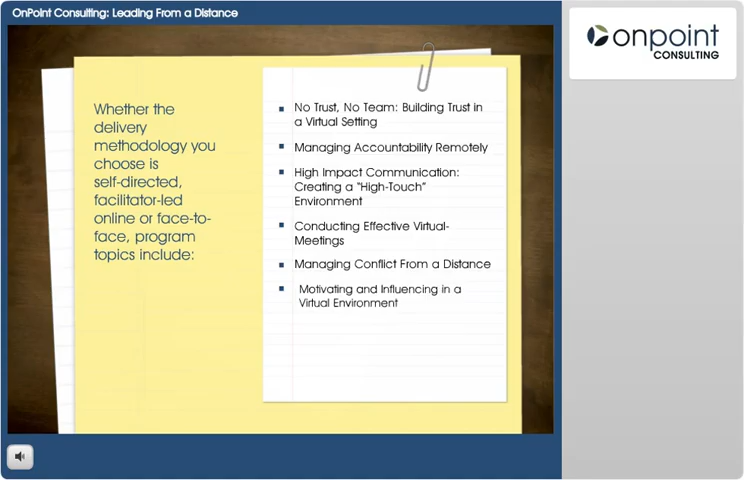 OnPoint Consulting: Leading From a Distance
onpoint
CONSULTING
Whether the
delivery
methodology you
choose is
self-directed,
facilitator-led
online or face-to-
face, program
topics include:
No Trust, No Team: Building Trust in
a Virtual Setting
Managing Accountability Remotely
High Impact Communication:
Creating a "High-Touch"
Environment
Conducting Effective Virtual-
Meetings
Managing Conflict From a Distance
Motivating and Influencing in a
Virtual Environment